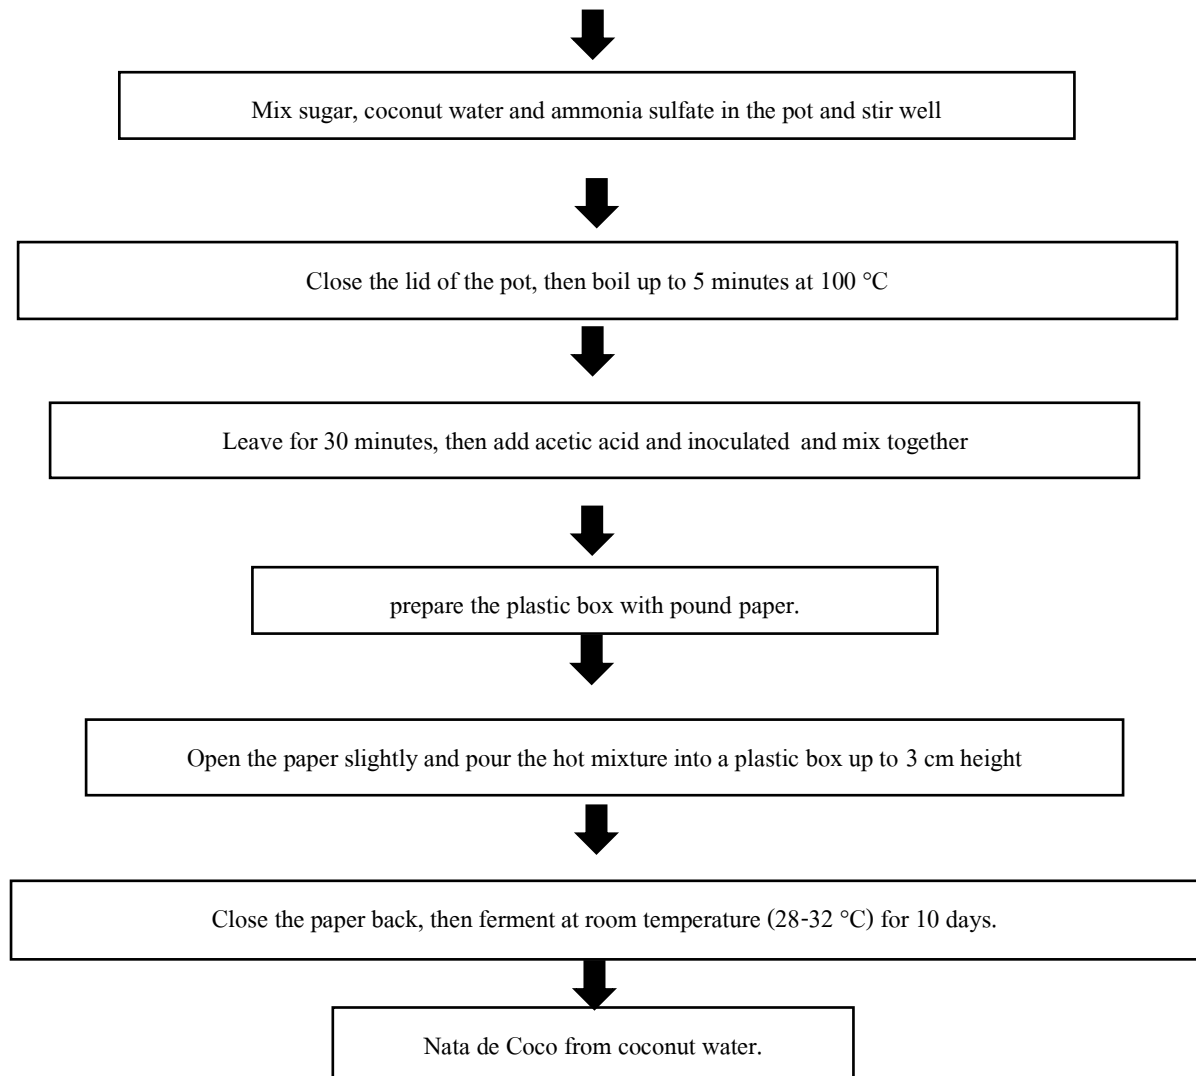 Mix sugar, coconut water and ammonia sulfate in the pot and stir well
Close the lid of the pot, then boil up to 5 minutes at 100 °C
Leave for 30 minutes, then add acetic acid and inoculated and mix together
prepare the plastic box with pound paper.
Open the paper slightly and pour the hot mixture into a plastic box up to 3 cm height
Close the paper back, then ferment at room temperature (28-32 °C) for 10 days.
Nata de Coco from coconut water.